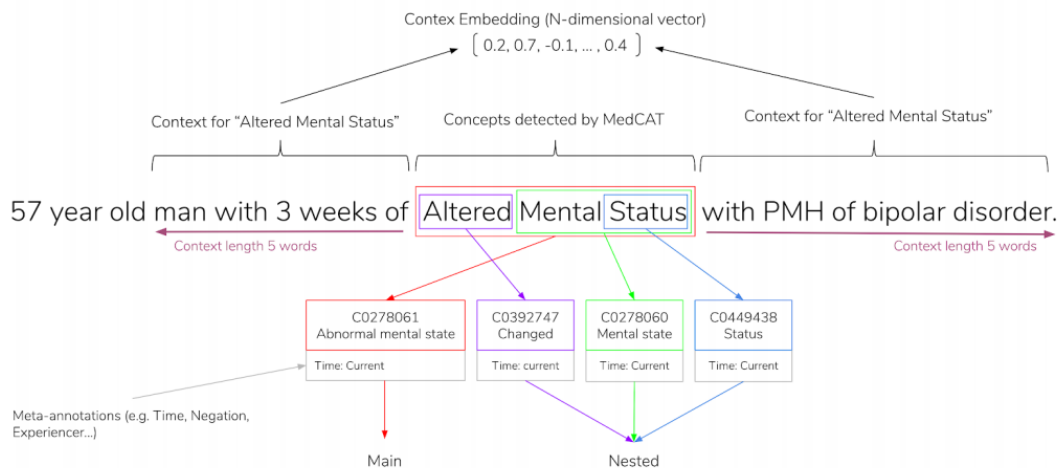 Contex Embedding (N-dimensional vector)
[ 0.2, 0.7, -0.1, ... , 0.4 ]
Context for “Altered Mental Status”
Concepts detected by MedCAT
Context for “Altered Mental Status”
57 year old man with 3 weeks of Altered Mental Status with PMH of bipolar disorder.
Context length 5 words
Context length 5 words
C0278061
Abnormal mental state
Time: Current
C0392747
Changed
Time: current
C0278060
Mental state
Time: Current
C0449438
Status
Time: Current
Meta-annotations (e.g. Time, Negation,
Experiencer...)
Main
Nested